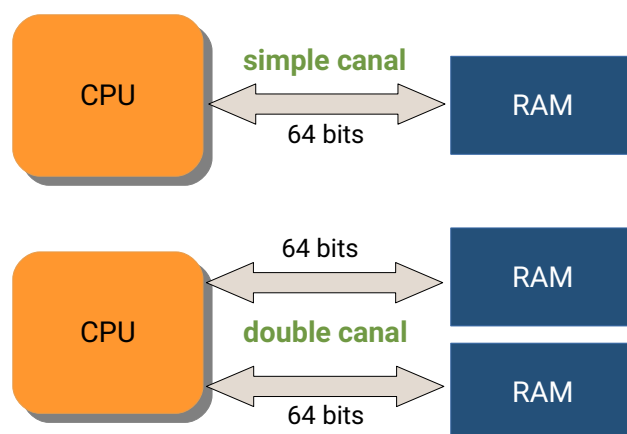 simple canal
CPU
RAM
64 bits
64 bits
RAM
CPU
double canal
RAM
64 bits